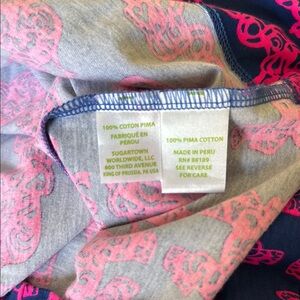 100% COTON PIMA
FABRIQUÉ EN
PÉROU
SUGARTOWN
WORLDWIDE, LLC
800 THIRD AVENUE
KING OF PRUSSIA, PA USA
100% PIMA COTTON
MADE IN PERU
RN# 88189
SEE REVERSE
FOR CARE